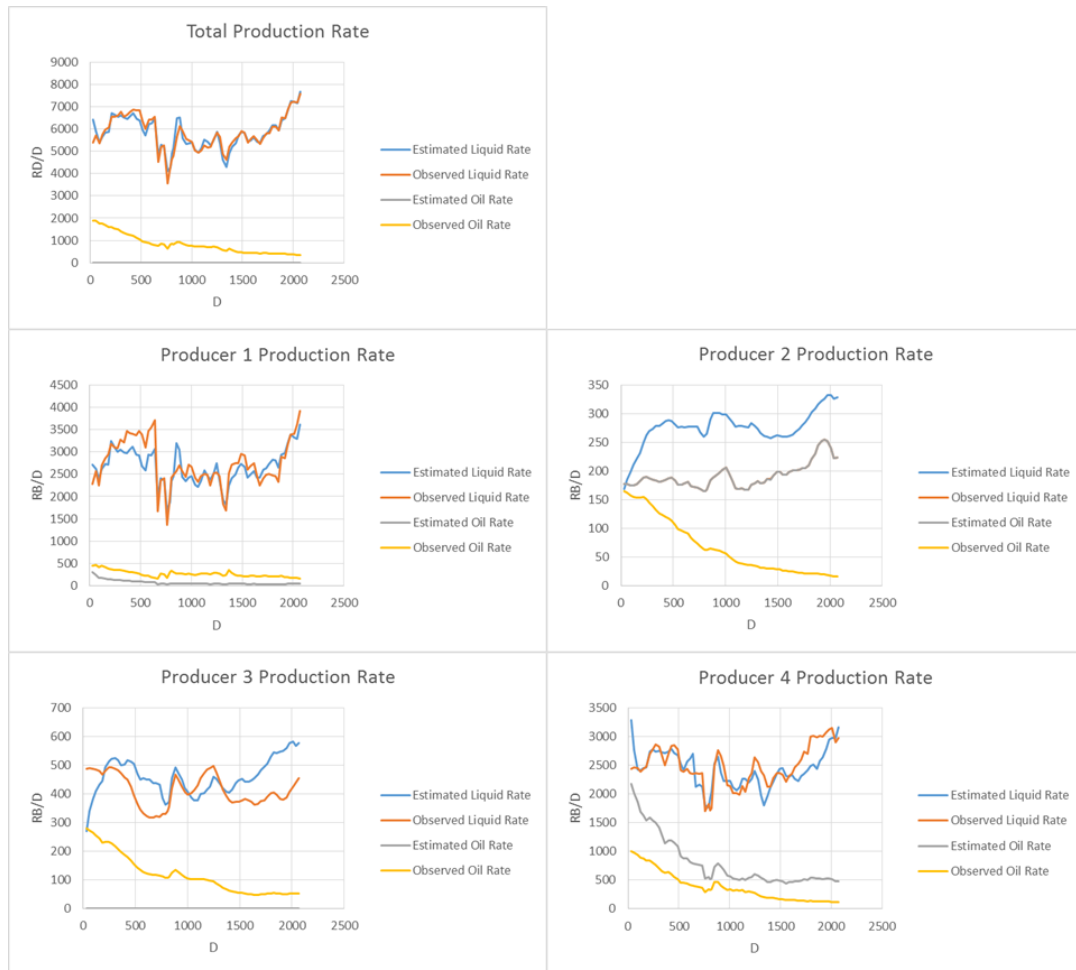 Total Production Rate
9000
8000
7000
6000
5000
4000
3000
2000
1000
0
RD/D
0 500 1000 1500 2000 2500
D
Estimated Liquid Rate
Observed Liquid Rate
Estimated Oil Rate
Observed Oil Rate
Producer 1 Production Rate
4500
4000
3500
3000
2500
2000
1500
1000
500
0
RB/D
0 500 1000 1500 2000 2500
D
Estimated Liquid Rate
Observed Liquid Rate
Estimated Oil Rate
Observed Oil Rate
Producer 2 Production Rate
350
300
250
200
150
100
50
0
RB/D
0 500 1000 1500 2000 2500
D
Estimated Liquid Rate
Observed Liquid Rate
Estimated Oil Rate
Observed Oil Rate
Producer 3 Production Rate
700
600
500
400
300
200
100
0
RB/D
0 500 1000 1500 2000 2500
D
Estimated Liquid Rate
Observed Liquid Rate
Estimated Oil Rate
Observed Oil Rate
Producer 4 Production Rate
3500
3000
2500
2000
1500
1000
500
0
RB/D
0 500 1000 1500 2000 2500
D
Estimated Liquid Rate
Observed Liquid Rate
Estimated Oil Rate
Observed Oil Rate